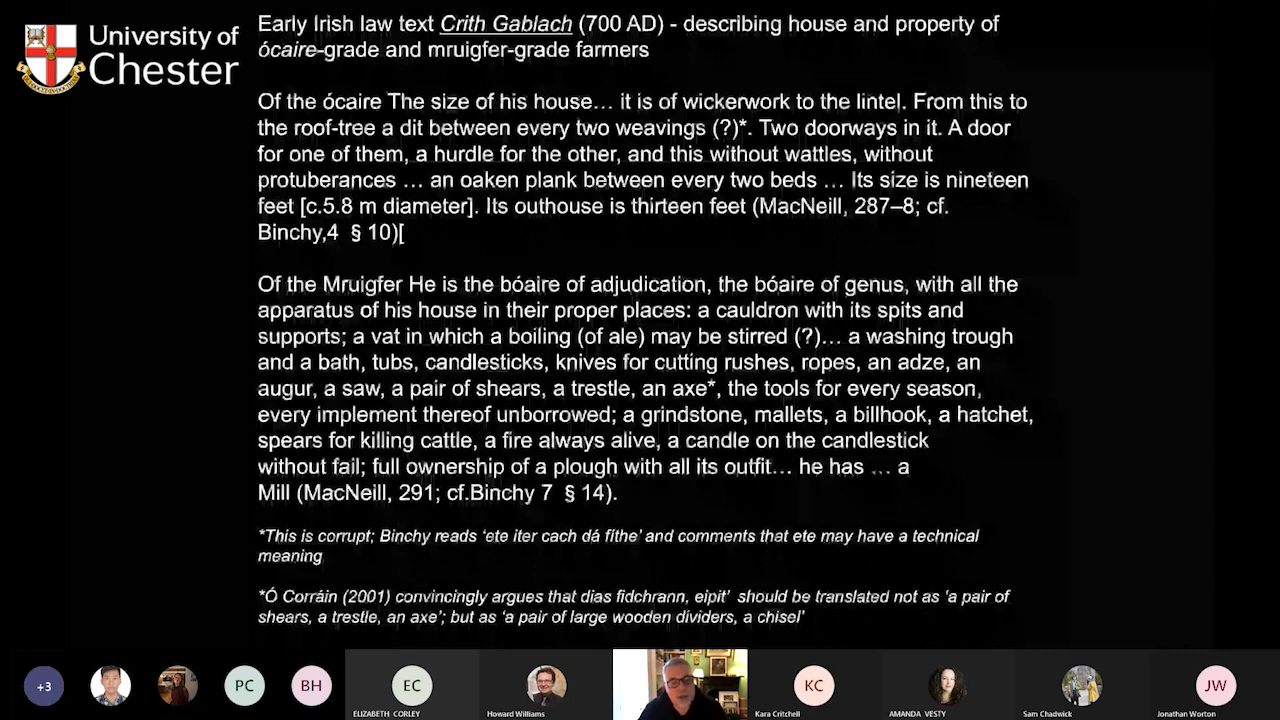 University of
Chester
Early Irish law text Crith Gablach (700 AD) - describing house and property of
ócaire-grade and mruigfer-grade farmers
Of the ócaire The size of his house… it is of wickerwork to the lintel. From this to
the roof-tree a dit between every two weavings (?)*. Two doorways in it. A door
for one of them, a hurdle for the other, and this without wattles, without
protuberances … an oaken plank between every two beds … Its size is nineteen
feet [c.5.8 m diameter]. Its outhouse is thirteen feet (MacNeill, 287–8; cf.
Binchy,4 § 10)[
Of the Mruigfer He is the bóaire of adjudication, the bóaire of genus, with all the
apparatus of his house in their proper places: a cauldron with its spits and
supports; a vat in which a boiling (of ale) may be stirred (?)… a washing trough
and a bath, tubs, candlesticks, knives for cutting rushes, ropes, an adze, an
augur, a saw, a pair of shears, a trestle, an axe*, the tools for every season,
every implement thereof unborrowed; a grindstone, mallets, a billhook, a hatchet,
spears for killing cattle, a fire always alive, a candle on the candlestick
without fail; full ownership of a plough with all its outfit… he has … a
Mill (MacNeill, 291; cf.Binchy 7 § 14).
*This is corrupt; Binchy reads ‘ete iter cach dá fíthe’ and comments that ete may have a technical
meaning
*Ó Corráin (2001) convincingly argues that dias fidchrann, eipit’ should be translated not as ‘a pair of
shears, a trestle, an axe’; but as ‘a pair of large wooden dividers, a chisel’
+3
PC
BH
EC
KC
JW
ELIZABETH CORLEY
Howard Williams
Kara Critchell
AMANDA VESTY
Sam Chadwick
Jonathan Worton